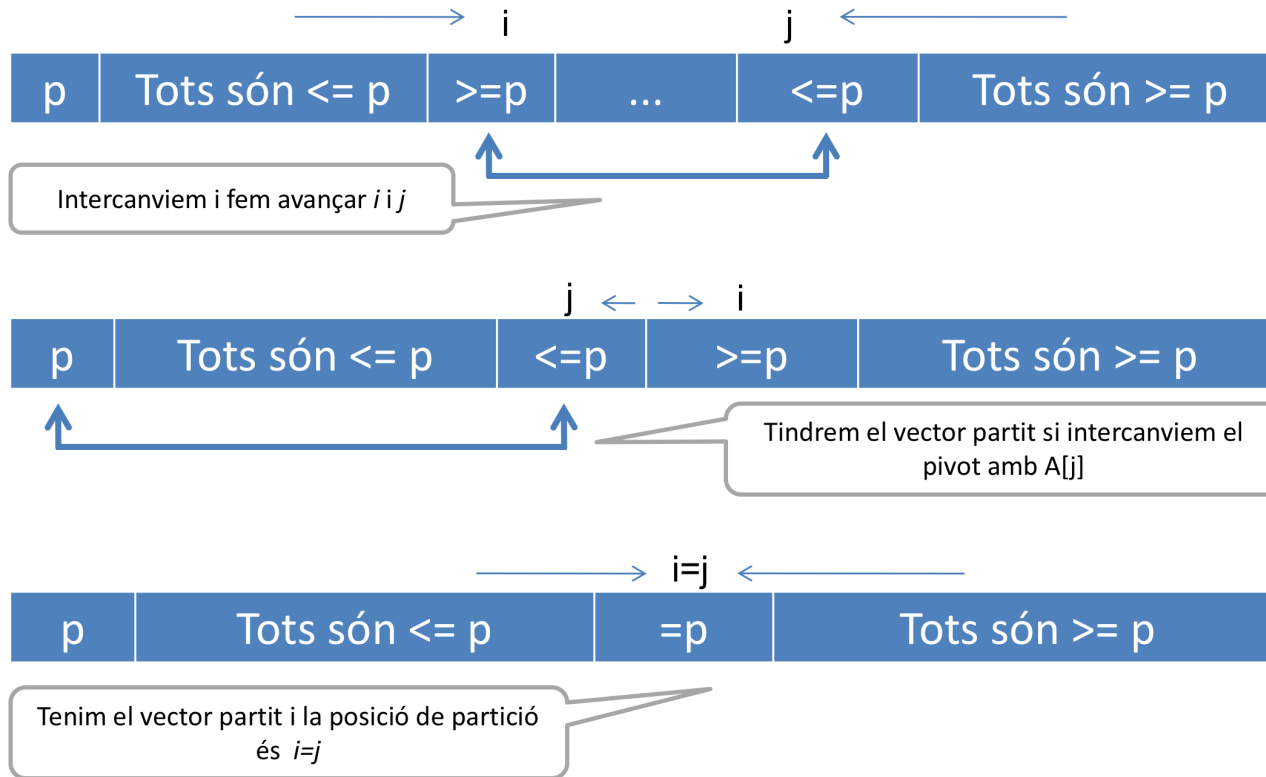 i j
p Tots són <= p >=p ... <=p Tots són >= p
Intercanviem i fem avançar i i j
j i
p Tots són <= p <=p >=p Tots són >= p
Tindrem el vector partit si intercanviem el
pivot amb A[j]
i=j
p Tots són <= p =p Tots són >= p
Tenim el vector partit i la posició de partició
és i=j